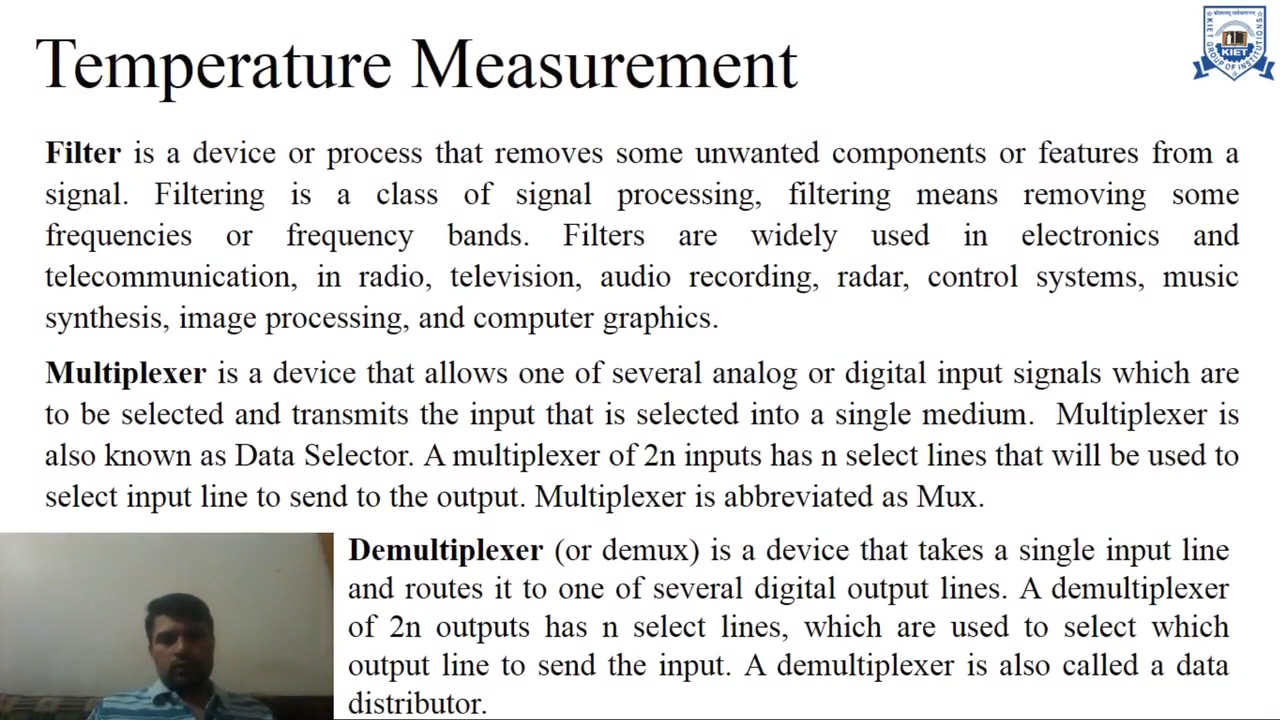 Temperature Measurement
KIET GROUP OF INSTITUTIONS
KIET
Filter is a device or process that removes some unwanted components or features from a
signal. Filtering is a class of signal processing, filtering means removing some
frequencies or frequency bands. Filters are widely used in electronics and
telecommunication, in radio, television, audio recording, radar, control systems, music
synthesis, image processing, and computer graphics.
Multiplexer is a device that allows one of several analog or digital input signals which are
to be selected and transmits the input that is selected into a single medium. Multiplexer is
also known as Data Selector. A multiplexer of 2n inputs has n select lines that will be used to
select input line to send to the output. Multiplexer is abbreviated as Mux.
Demultiplexer (or demux) is a device that takes a single input line
and routes it to one of several digital output lines. A demultiplexer
of 2n outputs has n select lines, which are used to select which
output line to send the input. A demultiplexer is also called a data
distributor.